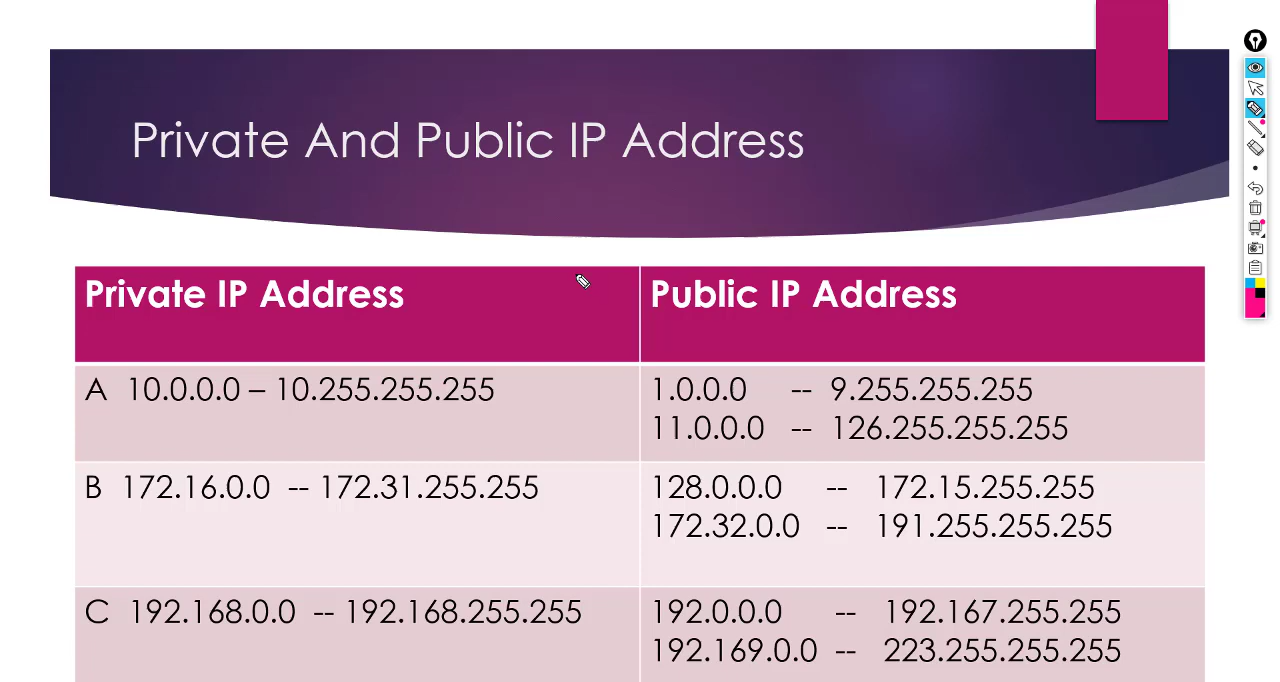 Private And Public IP Address
Private IP Address
Public IP Address
A 10.0.0.0 – 10.255.255.255
1.0.0.0 -- 9.255.255.255
11.0.0.0 -- 126.255.255.255
B 172.16.0.0 -- 172.31.255.255
128.0.0.0 -- 172.15.255.255
172.32.0.0 -- 191.255.255.255
C 192.168.0.0 -- 192.168.255.255
192.0.0.0 -- 192.167.255.255
192.169.0.0 -- 223.255.255.255